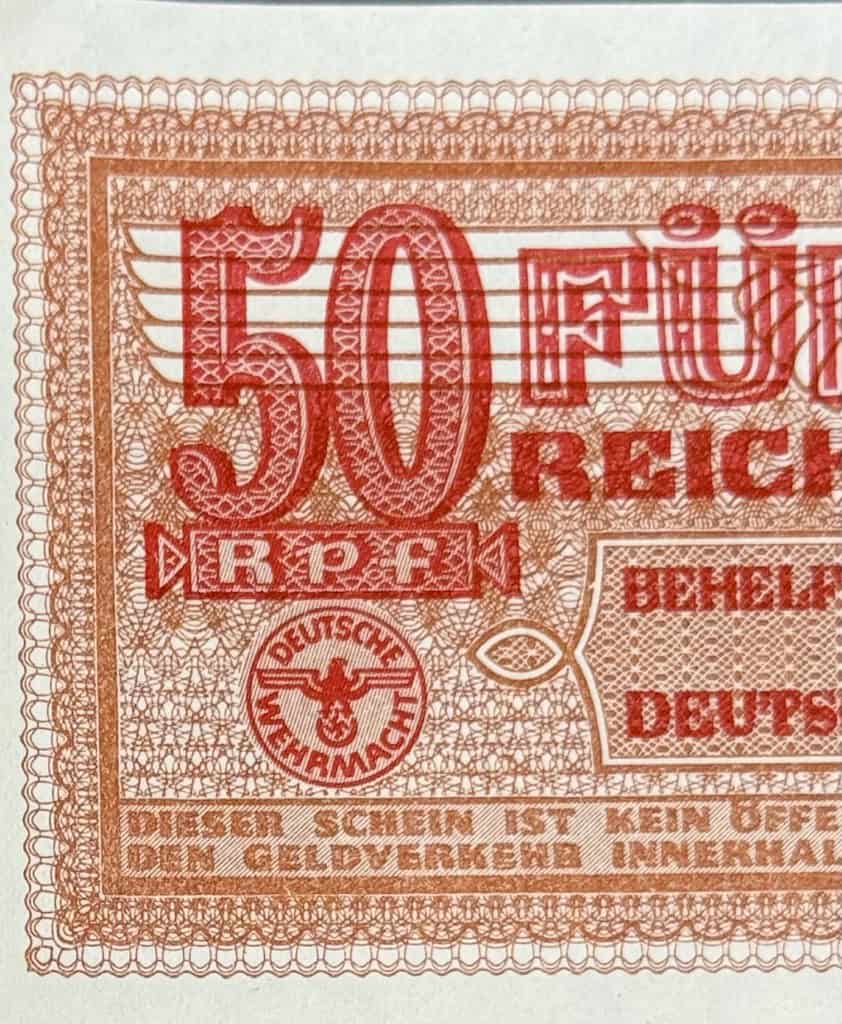 50 FÜ
REICH
Rpf
BEHELF
DEUTSCHE
WEHRMACHT
DEUTS
DIESER SCHEIN IST KEIN ÖFFE
DEN GELDVERKEHR INNERHAL